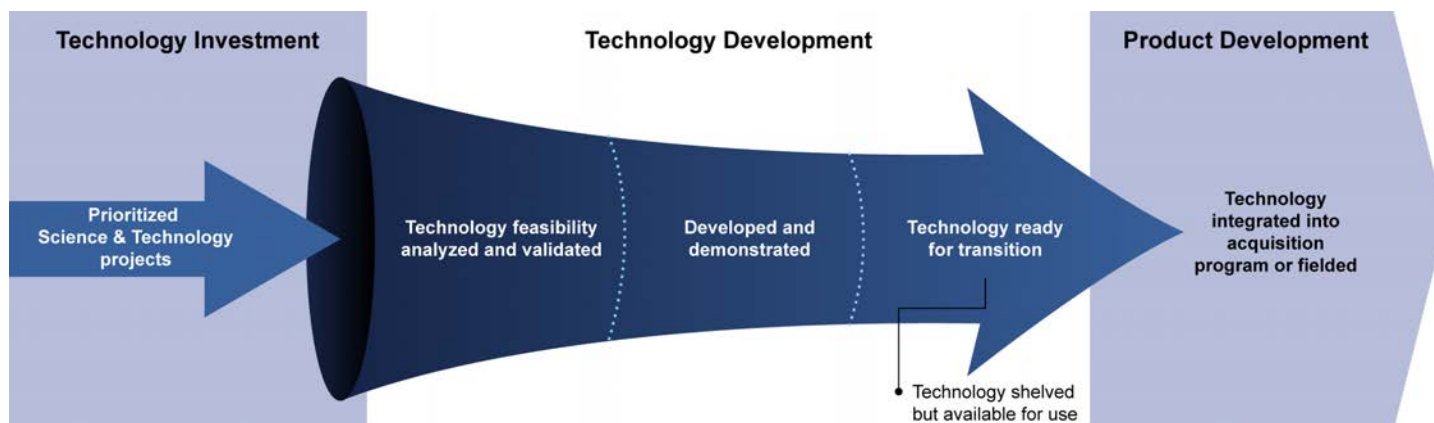 Technology Investment
Technology Development
Product Development
Prioritized
Science & Technology
projects
Technology feasibility
analyzed and validated
Developed and
demonstrated
Technology ready
for transition
Technology
integrated into
acquisition
program or fielded
Technology shelved
but available for use